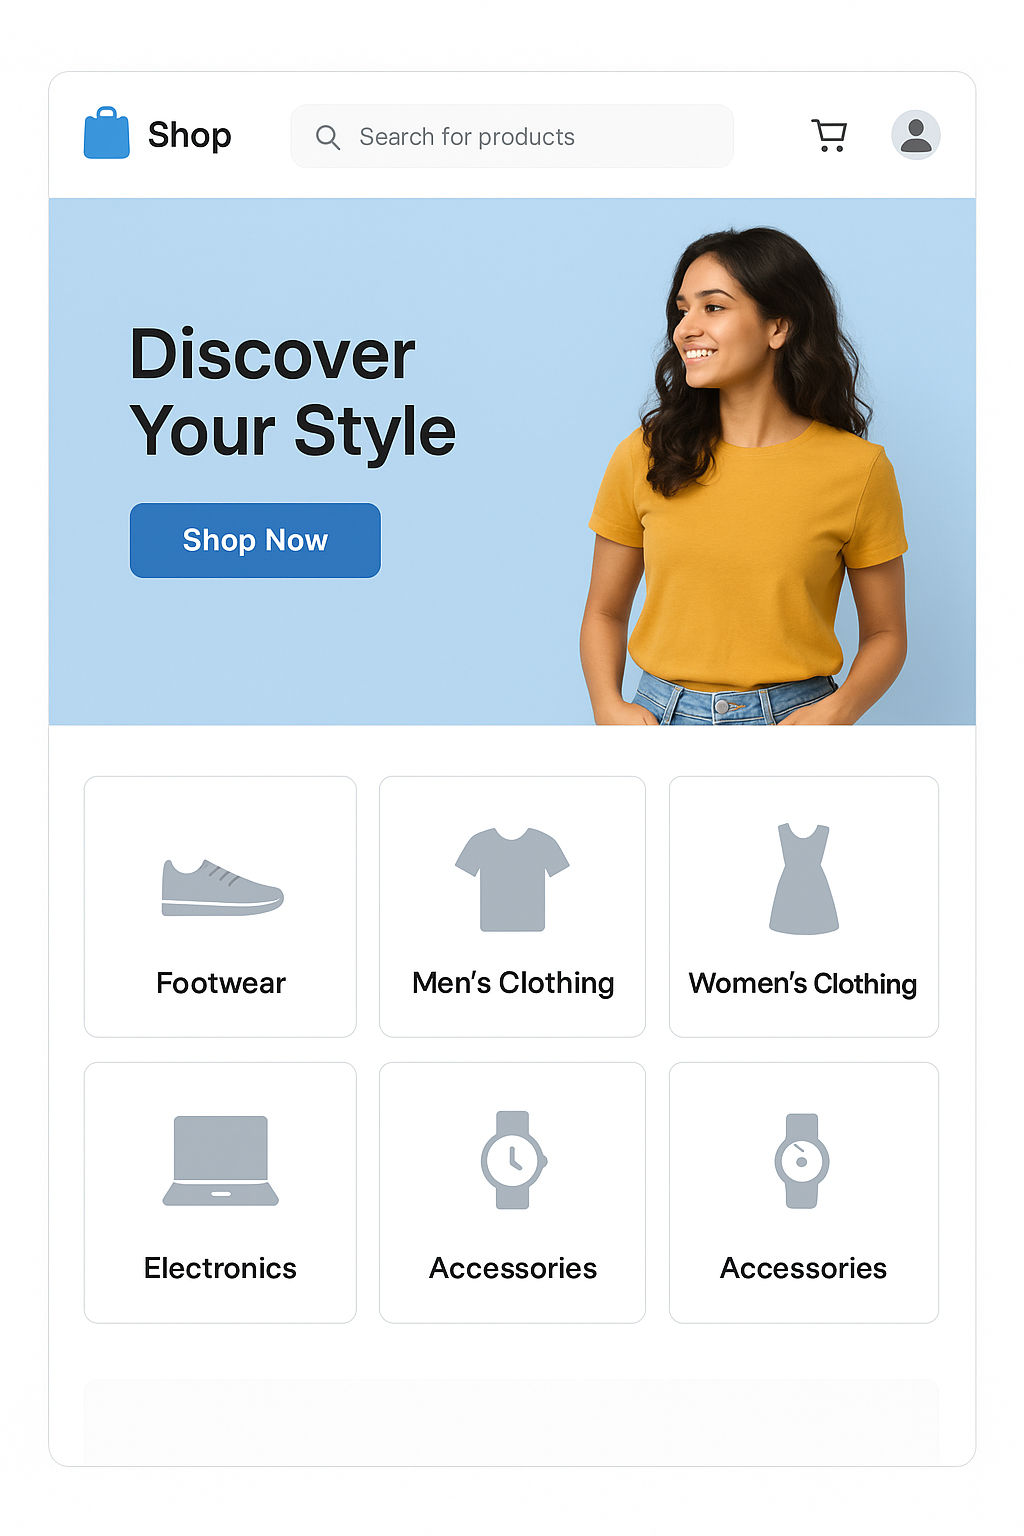 Shop
Search for products
Discover
Your Style
Shop Now
Footwear
Men's Clothing
Women's Clothing
Electronics
Accessories
Accessories